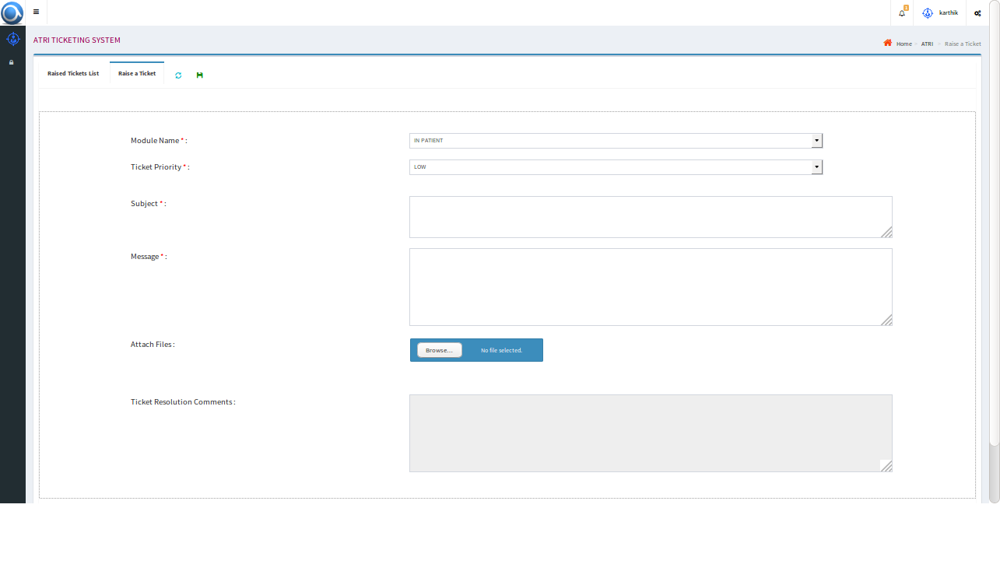 1
karthik
ATRI TICKETING SYSTEM
Home
ATRI
Raise a Ticket
Raised Tickets List
Raise a Ticket
Module Name * :
IN PATIENT
Ticket Priority * :
LOW
Subject * :
Message * :
Attach Files :
Browse...
No file selected.
Ticket Resolution Comments :